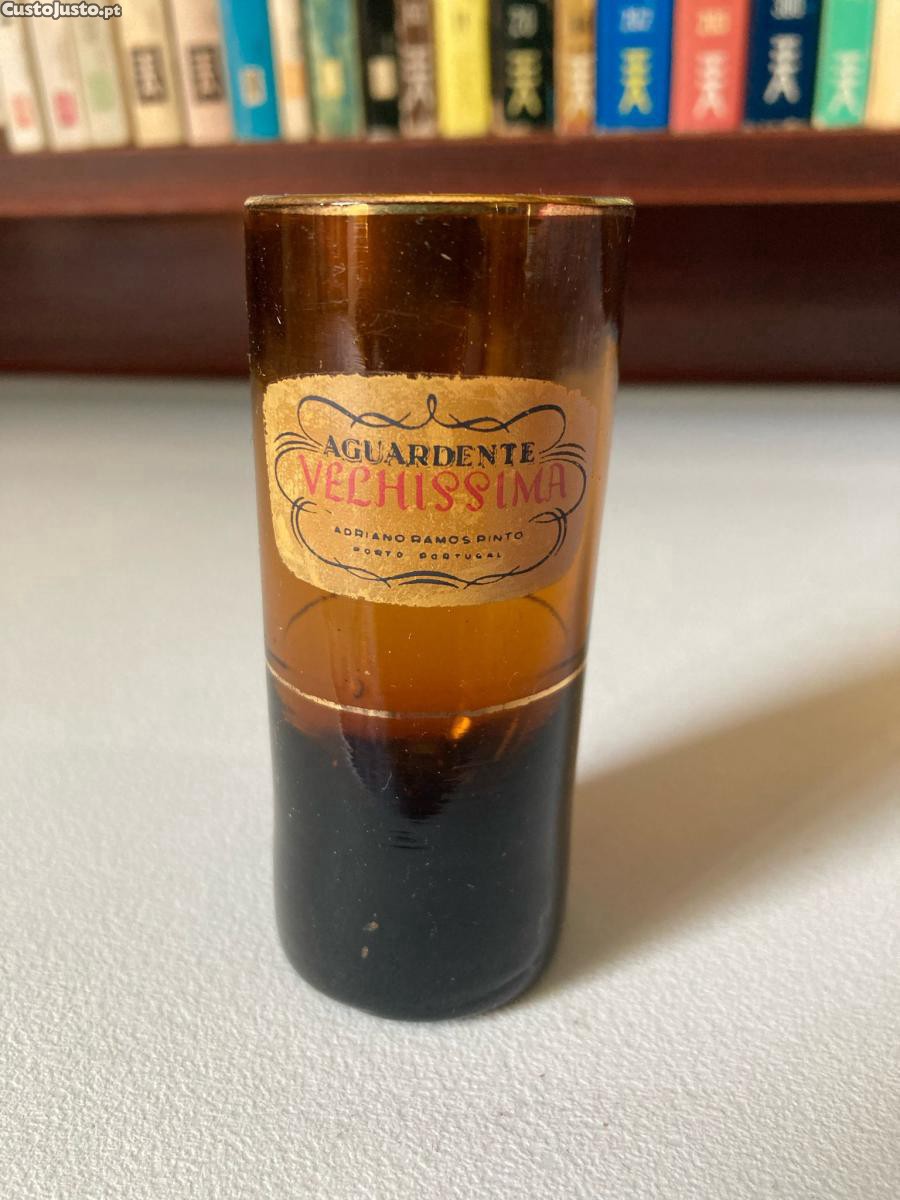 CustoJusto.pt
AGUARDENTE
VELHISSIMA
ADRIANO RAMOS PINTO
PORTO PORTUGAL